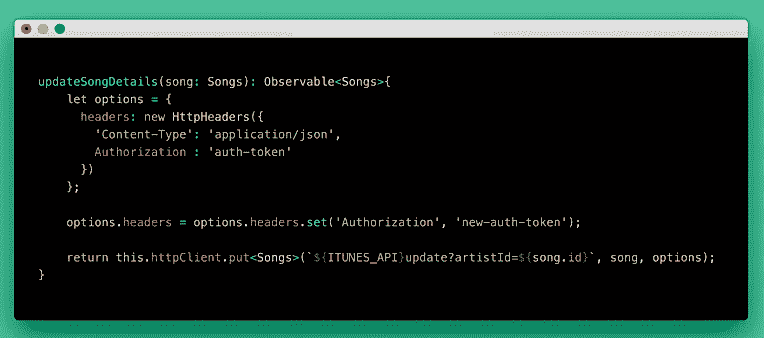 updateSongDetails(song: Songs): Observable<Songs>{
let options = {
headers: new HttpHeaders({
'Content-Type': 'application/json',
Authorization : 'auth-token'
})
};
options.headers = options.headers.set('Authorization', 'new-auth-token');
return this.httpClient.put<Songs>(`${ITUNES_API}update?artistId=${song.id}`, song, options);
}